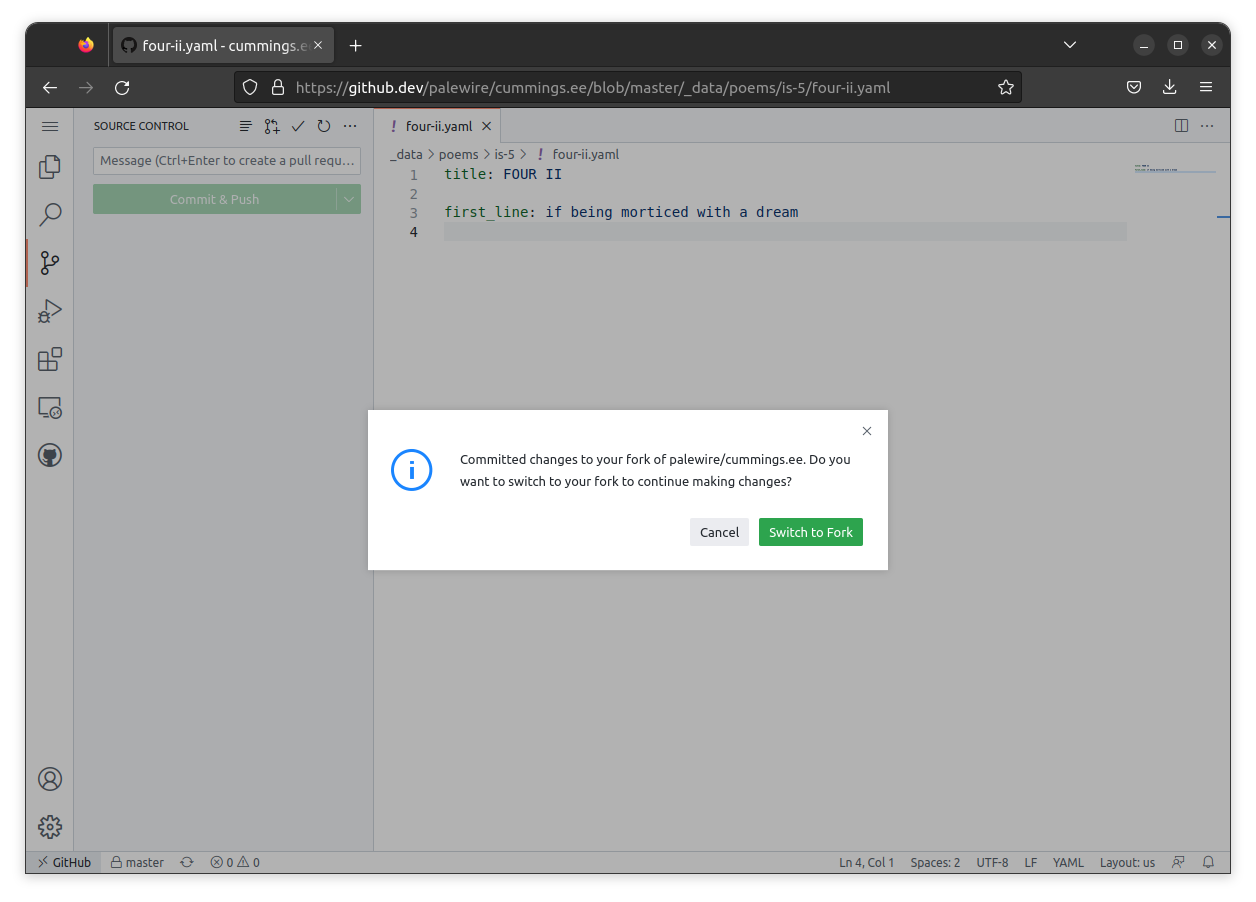 four-ii.yaml - cummings.e
https://github.dev/palewire/cummings.ee/blob/master/_data/poems/is-5/four-ii.yaml
SOURCE CONTROL
Message (Ctrl+Enter to create a pull requ…
Commit & Push
! four-ii.yaml
_data > poems > is-5 > ! four-ii.yaml
1 title: FOUR II
2
3 first_line: if being morticed with a dream
4
Committed changes to your fork of palewire/cummings.ee. Do you
want to switch to your fork to continue making changes?
Cancel
Switch to Fork
GitHub master 0 0 Ln 4, Col 1 Spaces: 2 UTF-8 LF YAML Layout: us